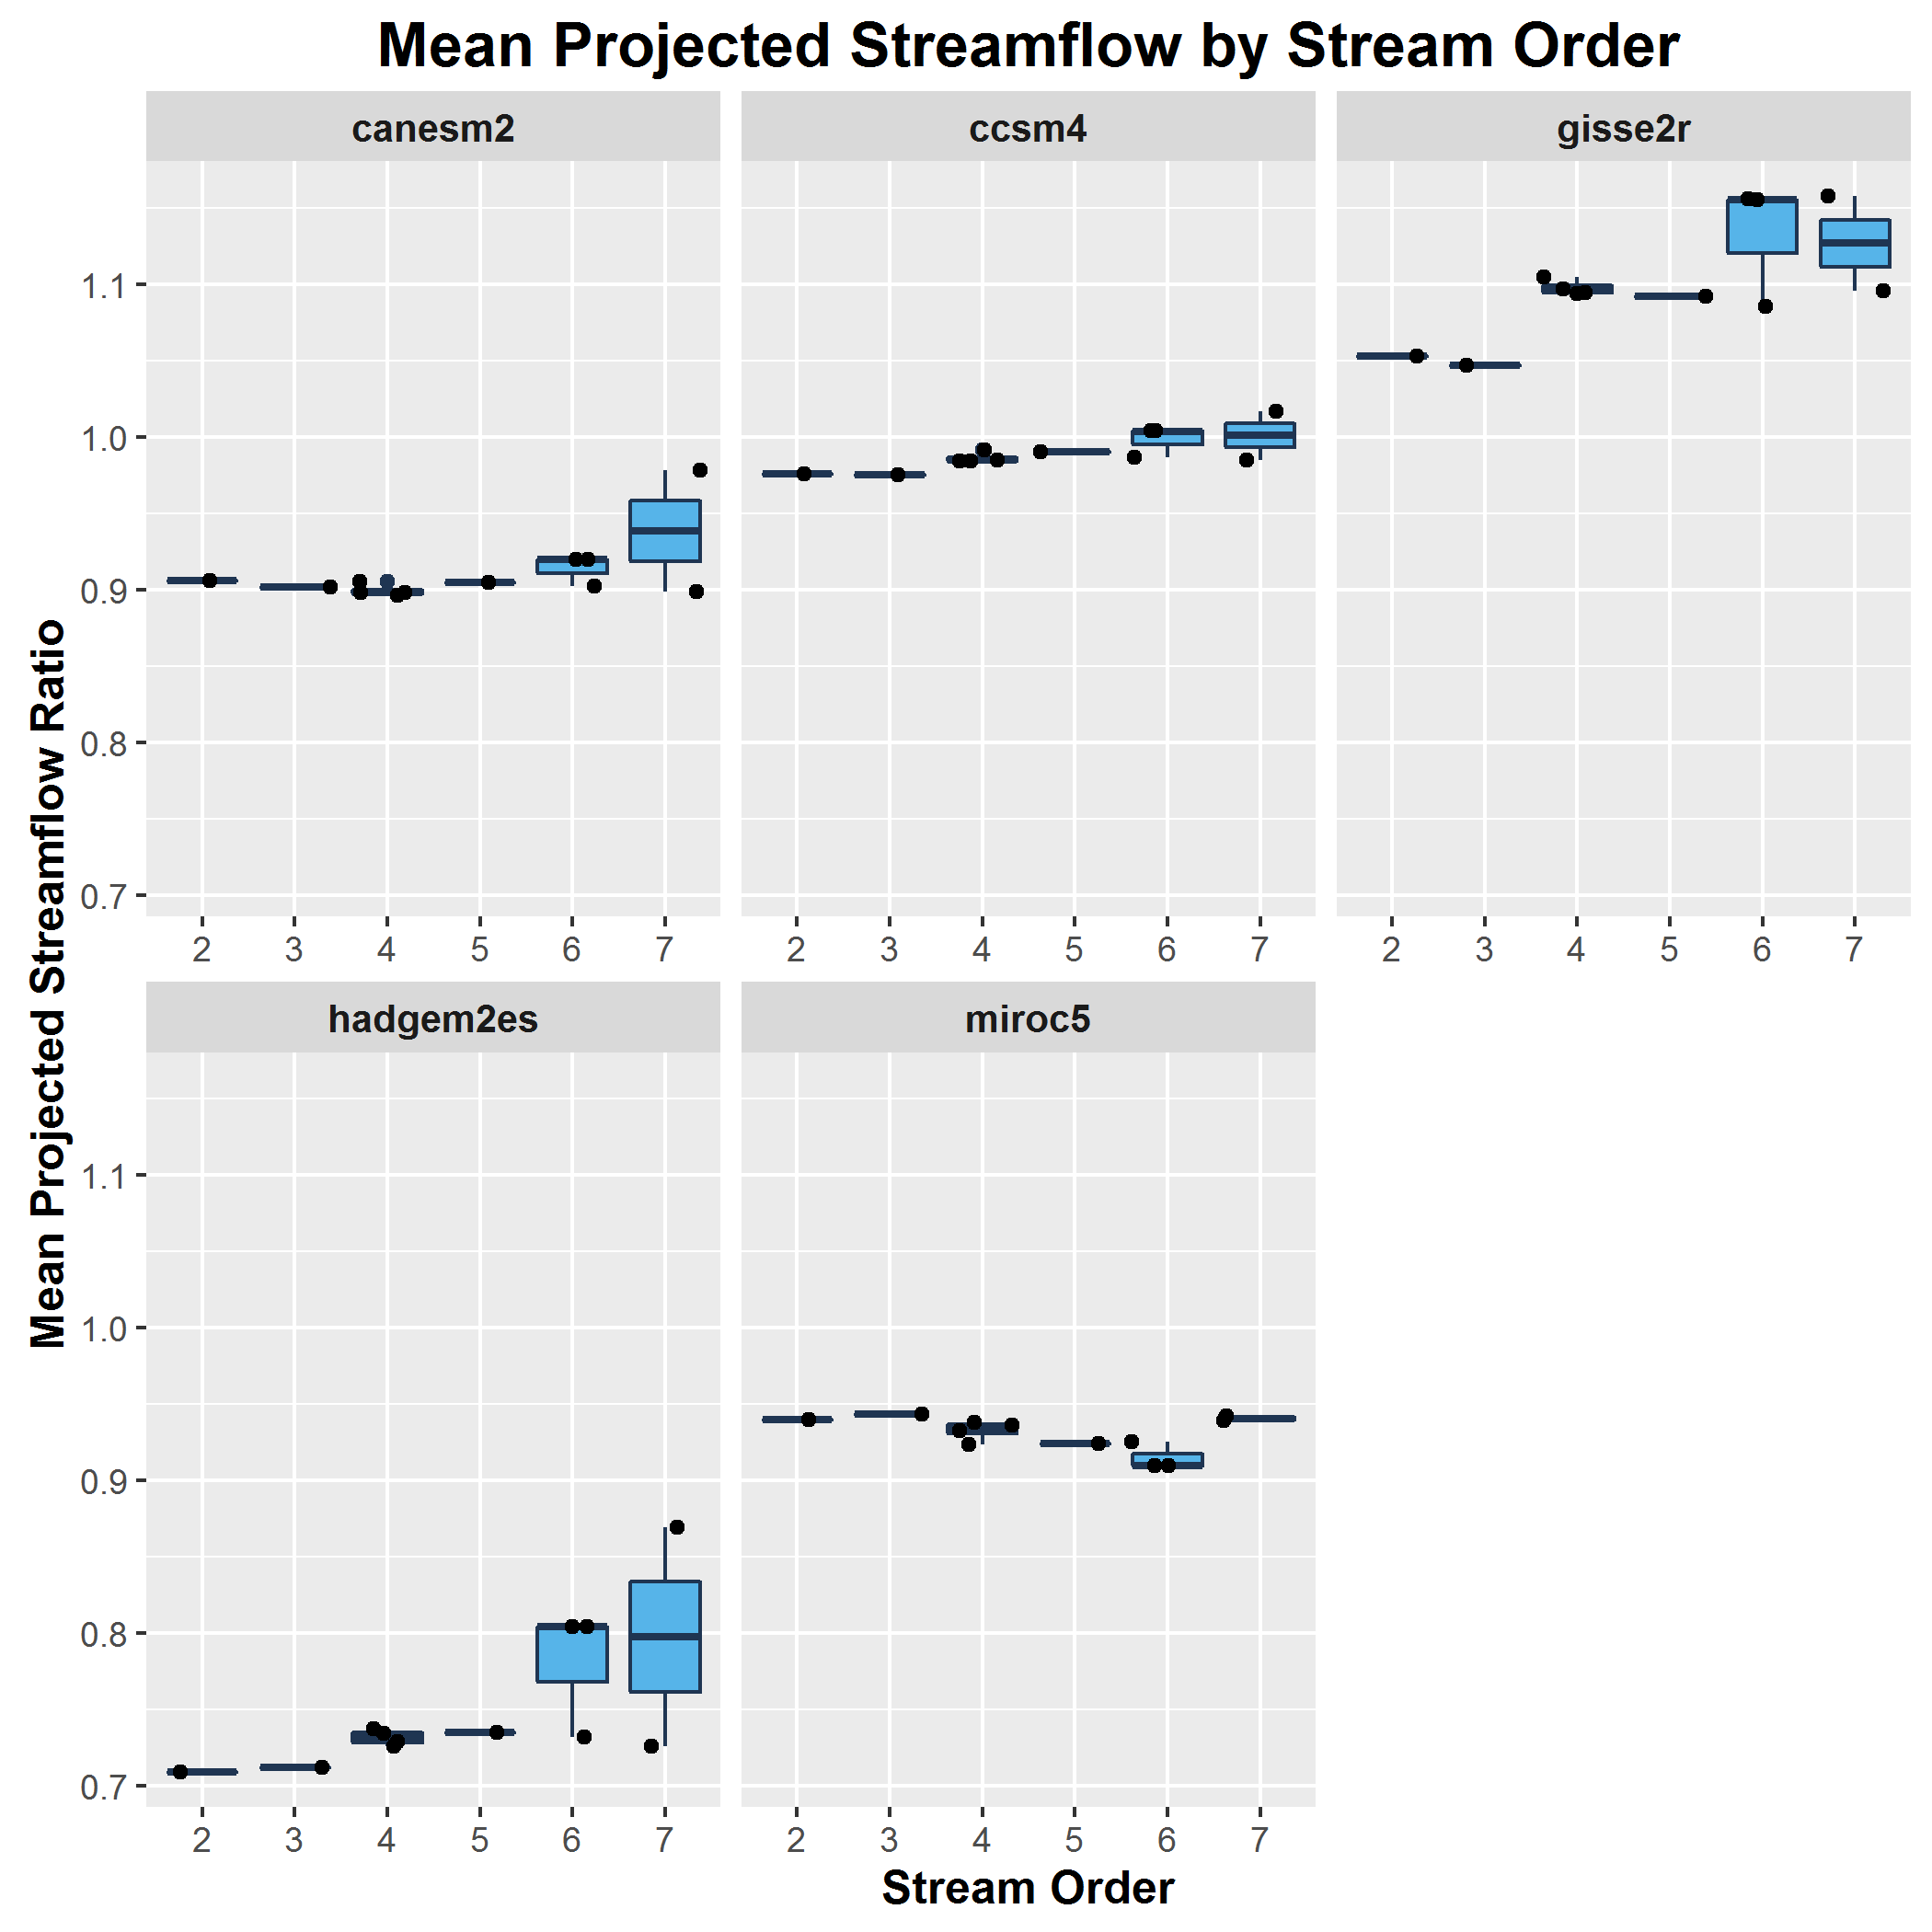 Mean Projected Streamflow by Stream Order
canesm2
ccsm4
gisse2r
1.1
1.0
0.9
0.8
0.7
2 3 4 5 6 7
2 3 4 5 6 7
2 3 4 5 6 7
Mean Projected Streamflow Ratio
hadgem2es
miroc5
1.1
1.0
0.9
0.8
0.7
2 3 4 5 6 7
2 3 4 5 6 7
Stream Order